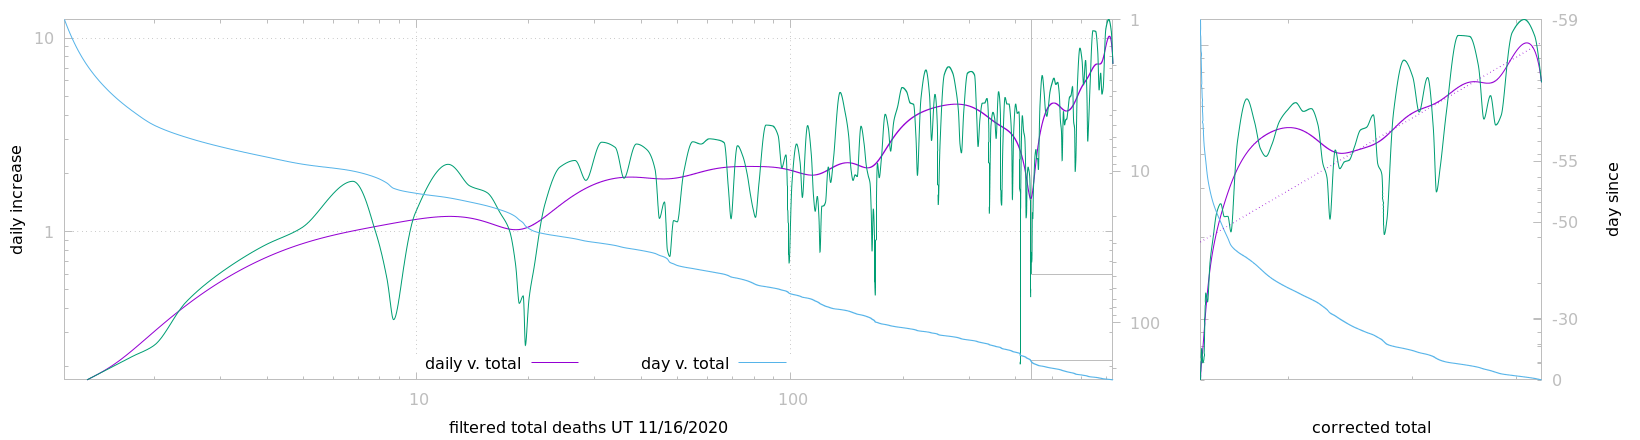 10
1
daily increase
10
100
filtered total deaths UT 11/16/2020
daily v. total
day v. total
1
10
100
-59
-55
-50
-30
0
day since
corrected total